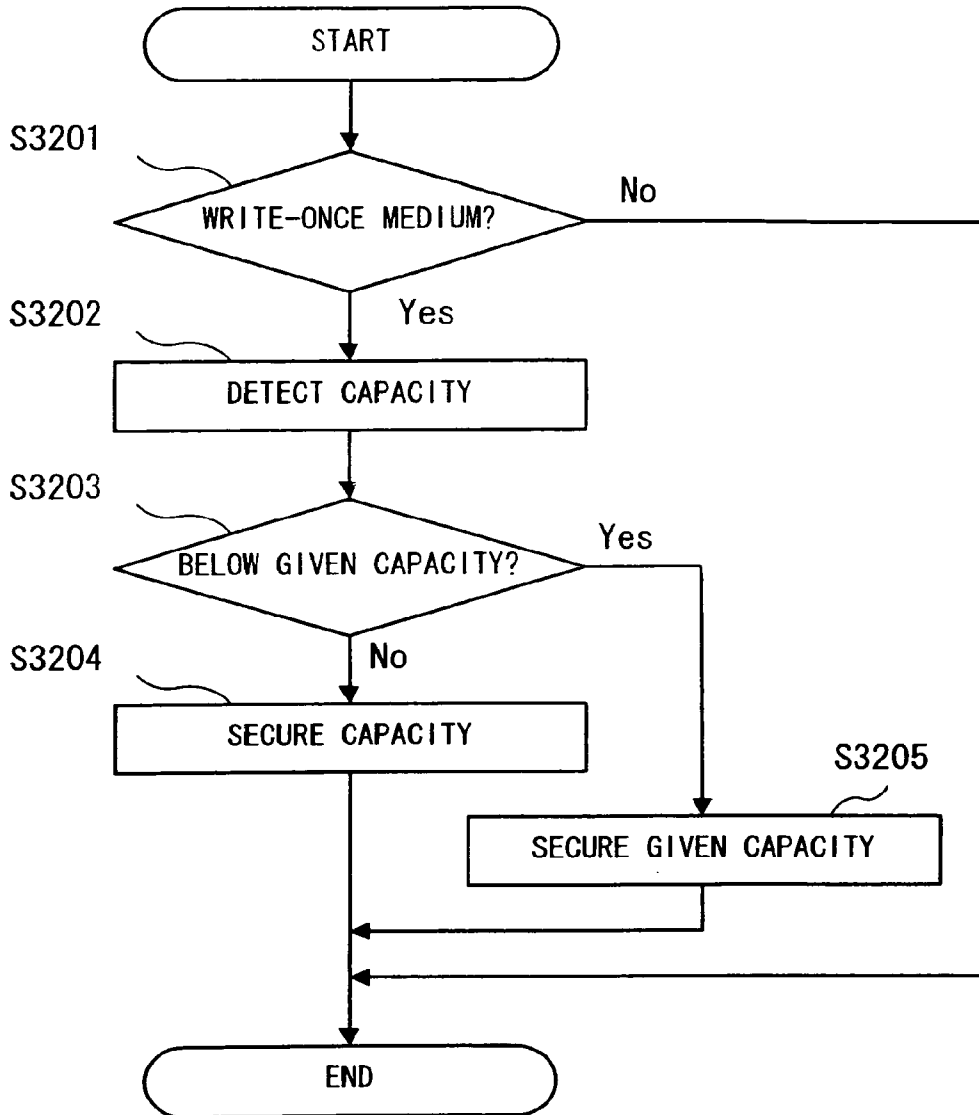 START
S3201
WRITE-ONCE MEDIUM?
No
Yes
S3202
DETECT CAPACITY
S3203
BELOW GIVEN CAPACITY?
Yes
No
S3204
SECURE CAPACITY
S3205
SECURE GIVEN CAPACITY
END